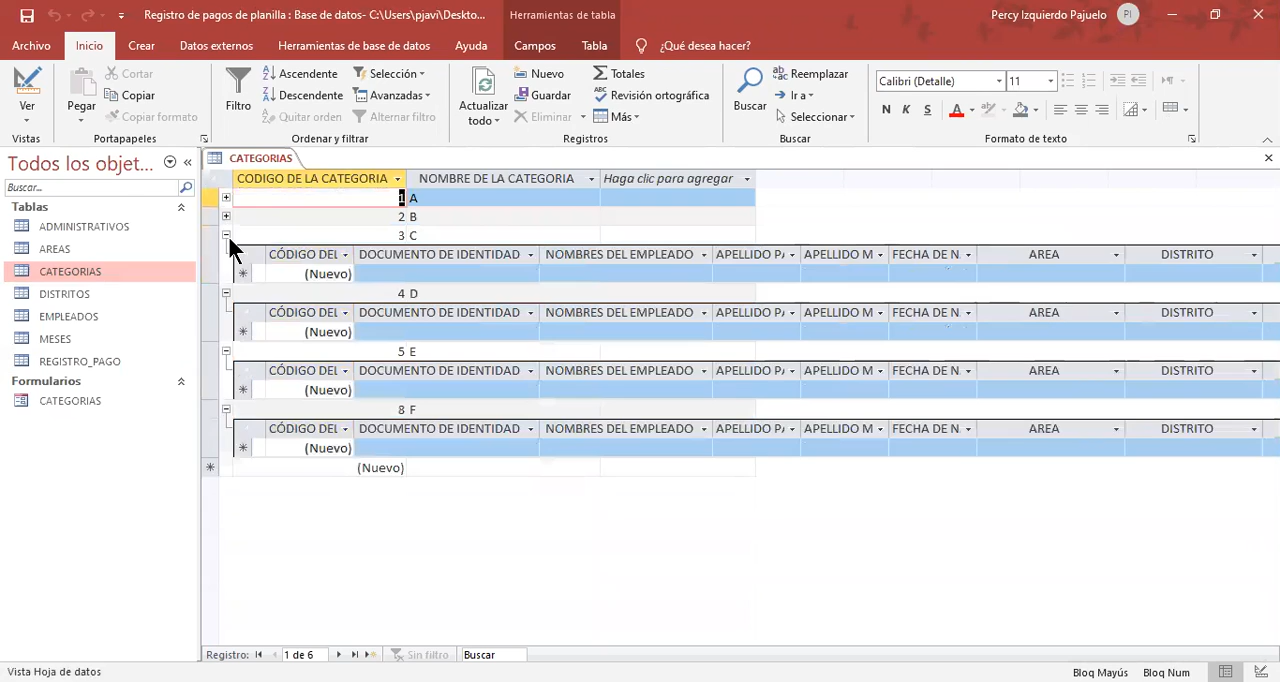 Registro de pagos de planilla : Base de datos- C:\Users\pjavi\Deskto...
Herramientas de tabla
Percy Izquierdo Pajuelo
PI
Archivo
Inicio
Crear
Datos externos
Herramientas de base de datos
Ayuda
Campos
Tabla
¿Qué desea hacer?
Ver
Pegar
Cortar
Copiar
Copiar formato
Filtro
Ascendente
Descendente
Quitar orden
Selección
Avanzadas
Alternar filtro
Actualizar todo
Nuevo
Guardar
Eliminar
Totales
Revisión ortográfica
Más
Buscar
Reemplazar
Ir a
Seleccionar
Calibri (Detalle)
11
N K S
Vistas
Portapapeles
Ordenar y filtrar
Registros
Buscar
Formato de texto
Todos los objet...
Buscar...
Tablas
ADMINISTRATIVOS
AREAS
CATEGORIAS
DISTRITOS
EMPLEADOS
MESES
REGISTRO_PAGO
Formularios
CATEGORIAS
CATEGORIAS
CODIGO DE LA CATEGORIA NOMBRE DE LA CATEGORIA Haga clic para agregar
1 A
2 B
3 C
CÓDIGO DEL DOCUMENTO DE IDENTIDAD NOMBRES DEL EMPLEADO APELLIDO PA APELLIDO M FECHA DE N. AREA DISTRITO
(Nuevo)
4 D
CÓDIGO DEL DOCUMENTO DE IDENTIDAD NOMBRES DEL EMPLEADO APELLIDO PA APELLIDO M FECHA DE N. AREA DISTRITO
(Nuevo)
5 E
CÓDIGO DEL DOCUMENTO DE IDENTIDAD NOMBRES DEL EMPLEADO APELLIDO PA APELLIDO M FECHA DE N. AREA DISTRITO
(Nuevo)
8 F
CÓDIGO DEL DOCUMENTO DE IDENTIDAD NOMBRES DEL EMPLEADO APELLIDO PA APELLIDO M FECHA DE N. AREA DISTRITO
(Nuevo)
(Nuevo)
Registro: 1 de 6 Sin filtro Buscar
Vista Hoja de datos
Bloq Mayús Bloq Num